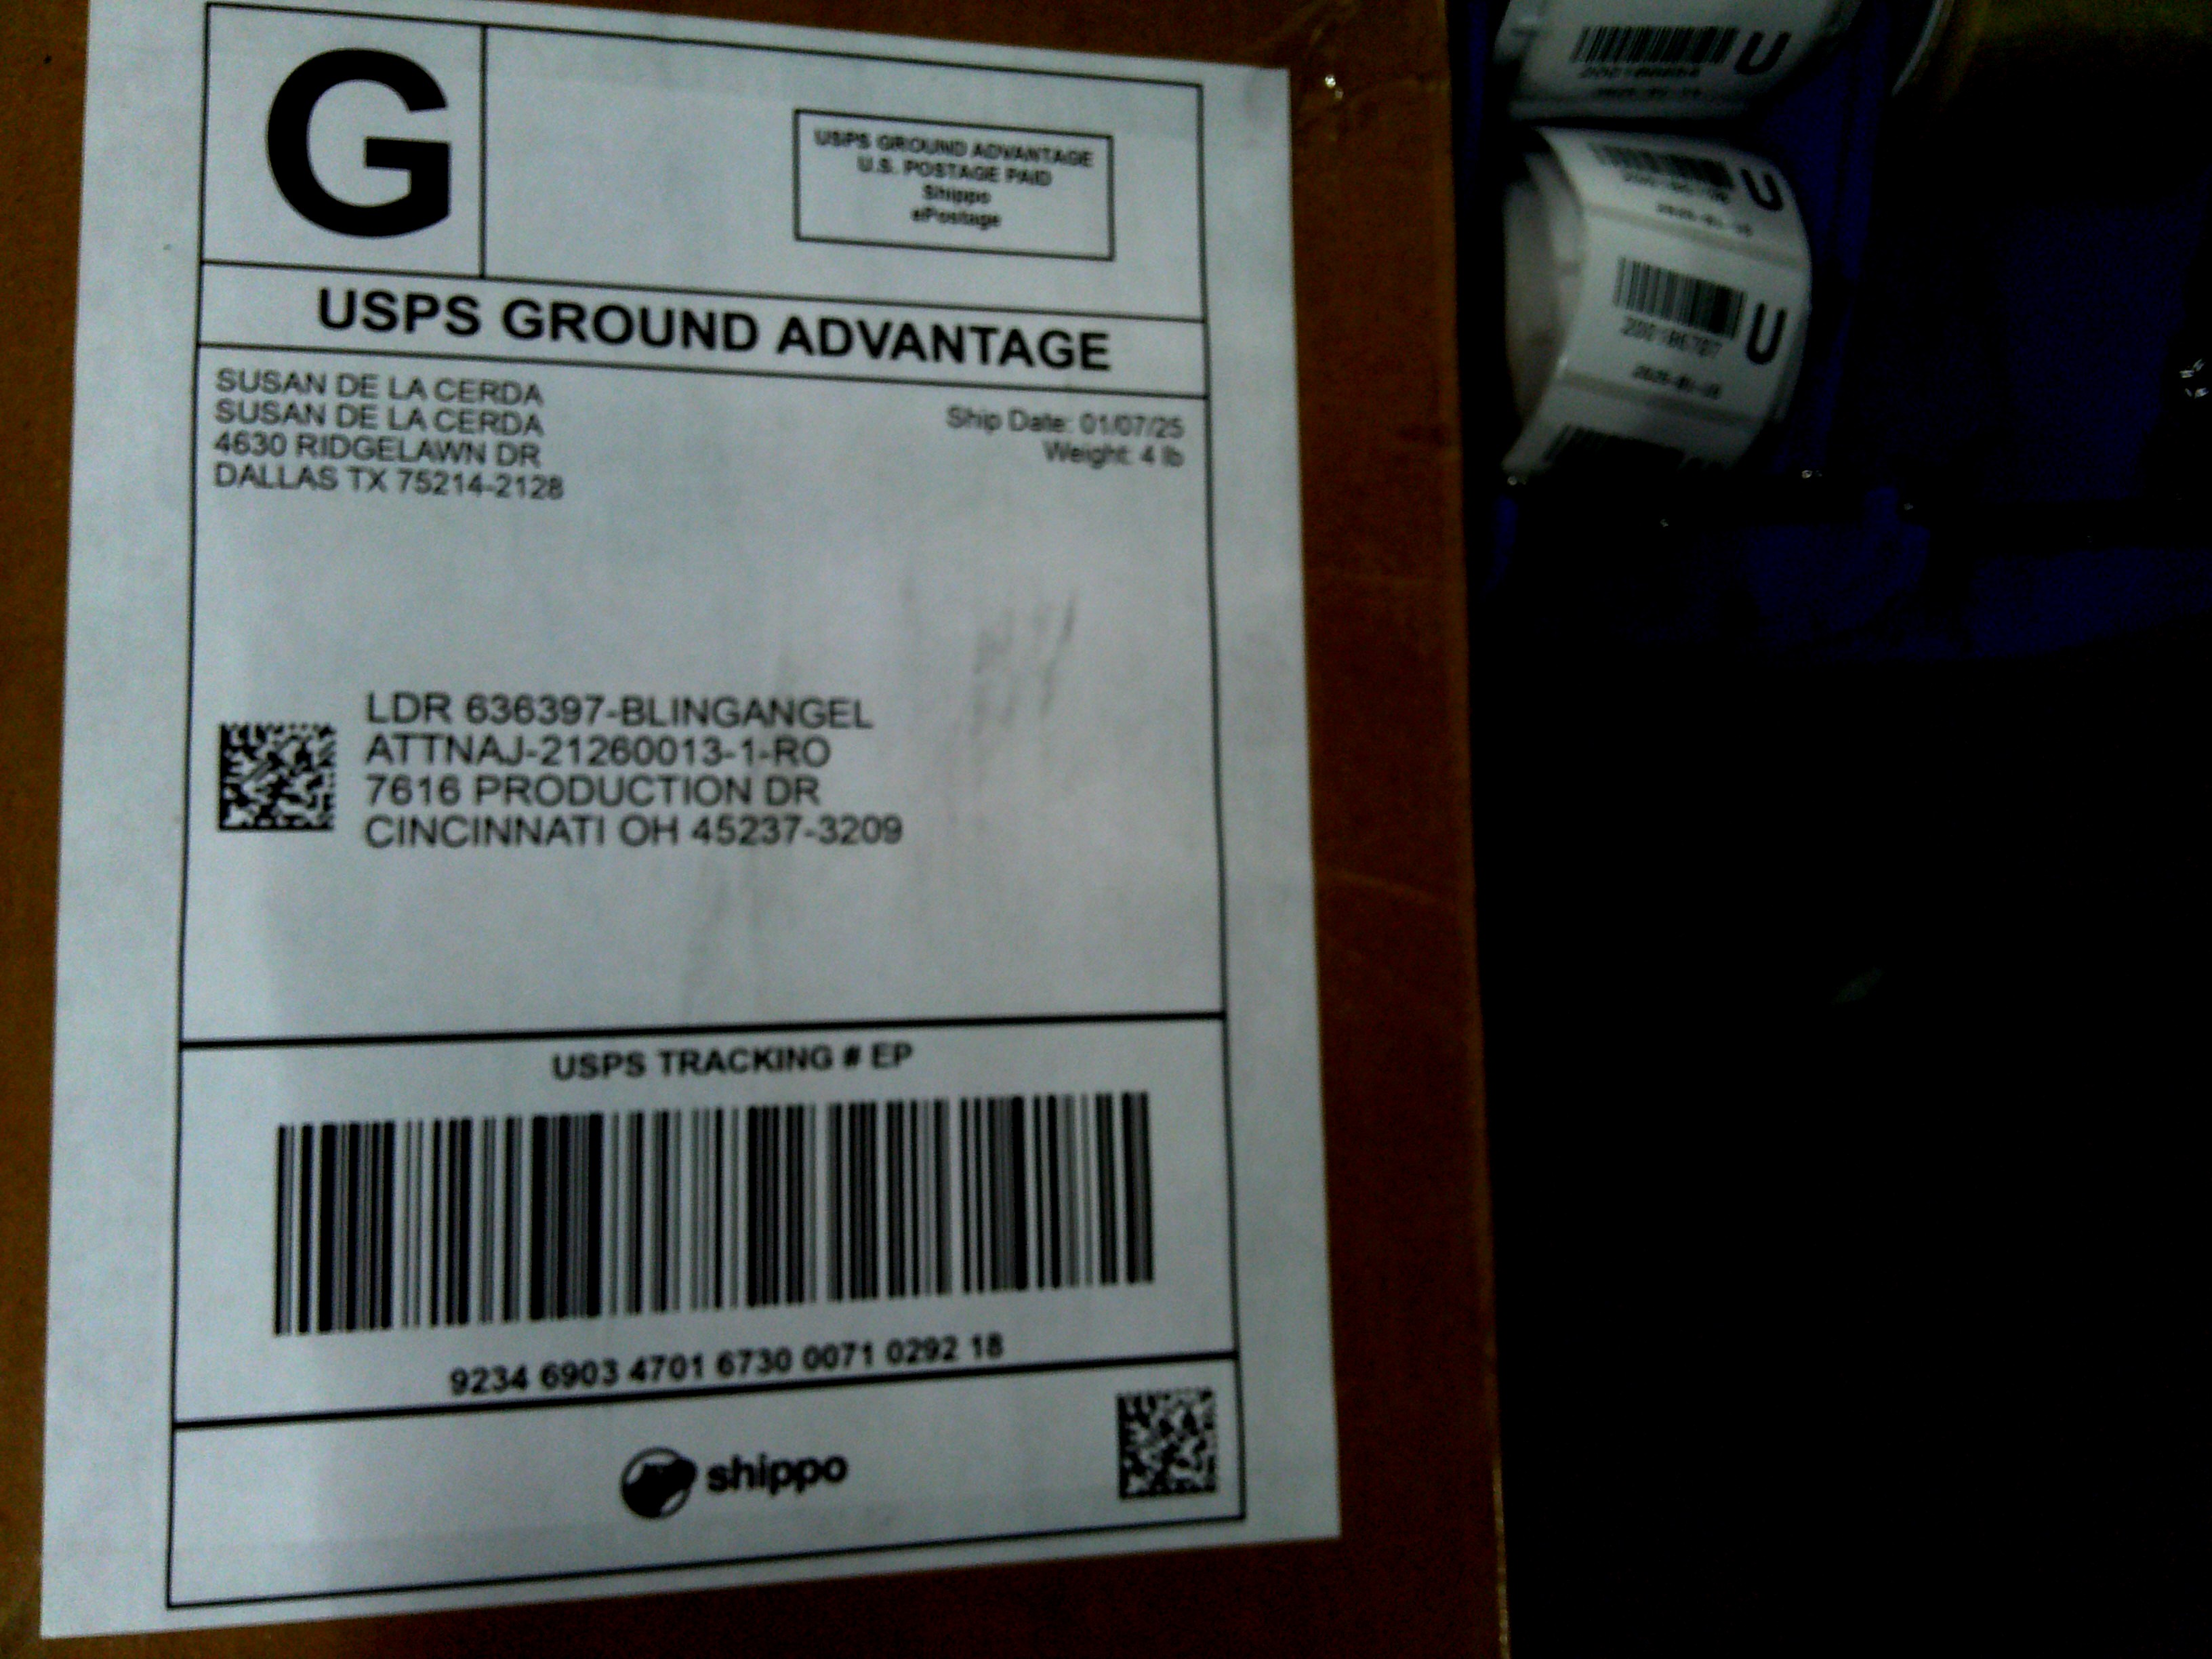 G
USPS GROUND ADVANTAGE
U.S. POSTAGE PAID
Shippo
ePostage
USPS GROUND ADVANTAGE
SUSAN DE LA CERDA
SUSAN DE LA CERDA
4630 RIDGELAWN DR
DALLAS TX 75214-2128
Ship Date: 01/07/25
Weight: 4 lb
LDR 636397-BLINGANGEL
ATTNAJ-21260013-1-RO
7616 PRODUCTION DR
CINCINNATI OH 45237-3209
USPS TRACKING # EP
9234 6903 4701 6730 0071 0292 18
shippo
U
U
U